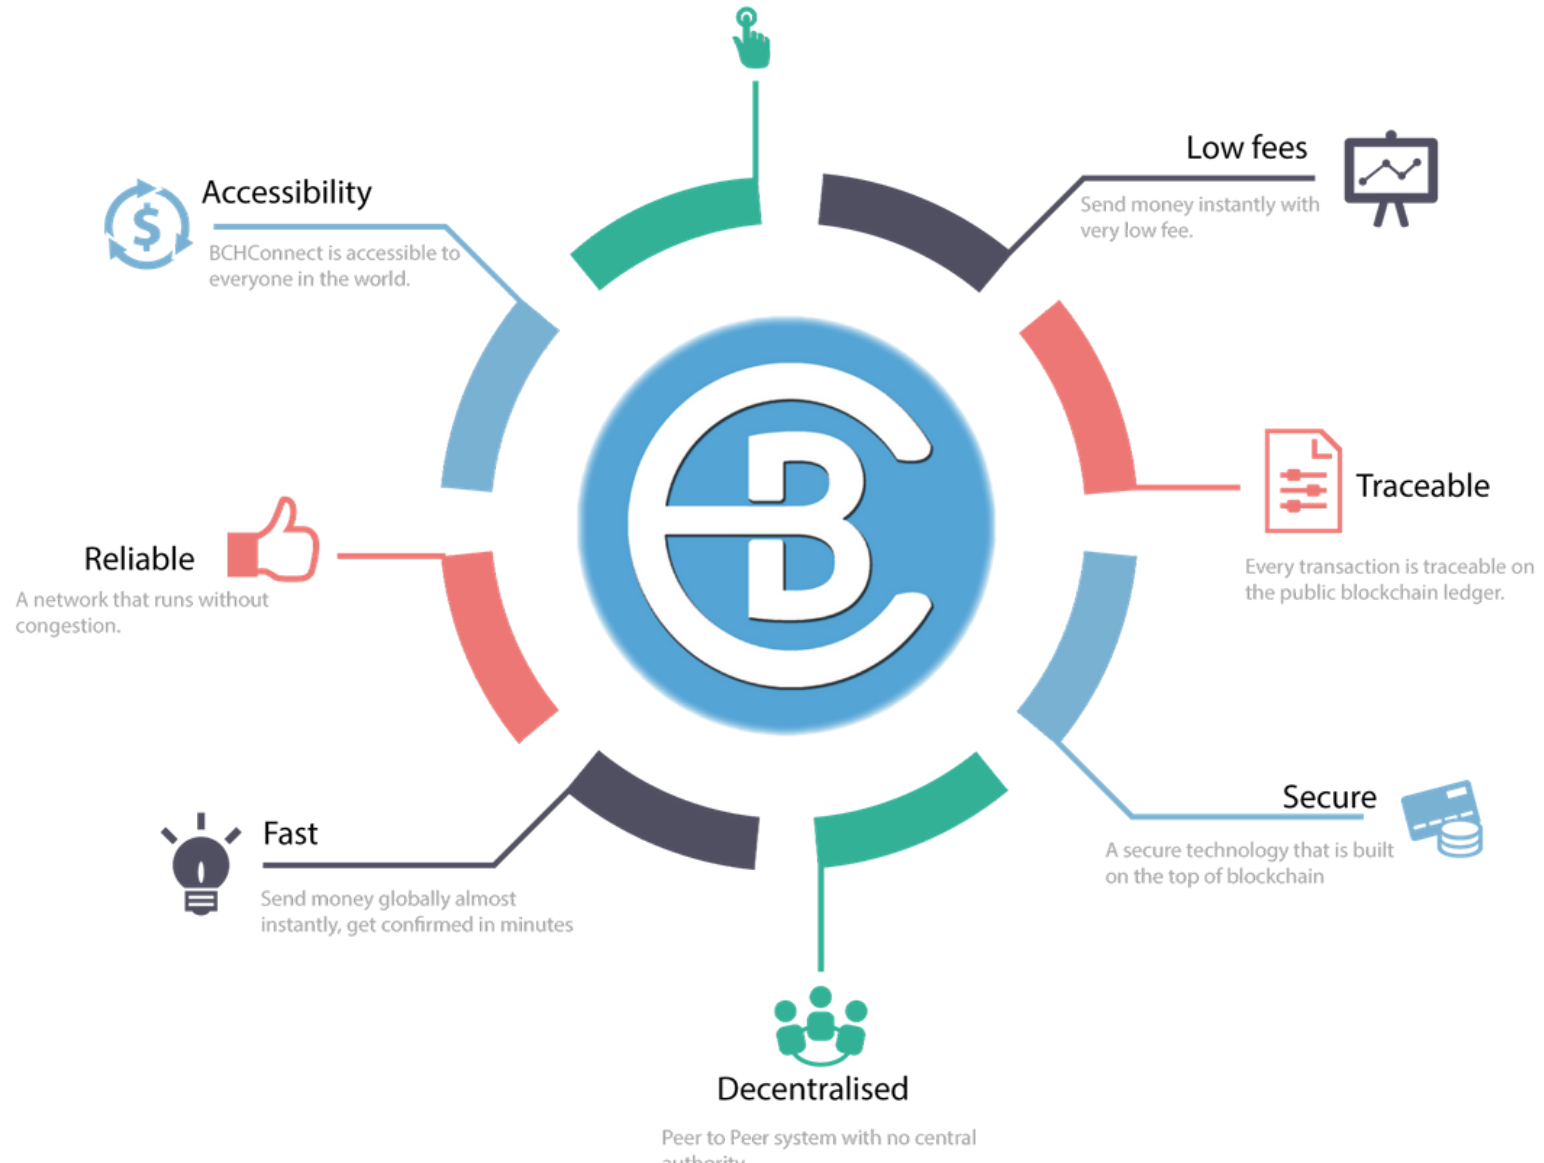 Low fees
Send money instantly with
very low fee.
Accessibility
BCHConnect is accessible to
everyone in the world.
Traceable
Every transaction is traceable on
the public blockchain ledger.
Reliable
A network that runs without
congestion.
Secure
A secure technology that is built
on the top of blockchain
Fast
Send money globally almost
instantly, get confirmed in minutes
Decentralised
Peer to Peer system with no central
authority